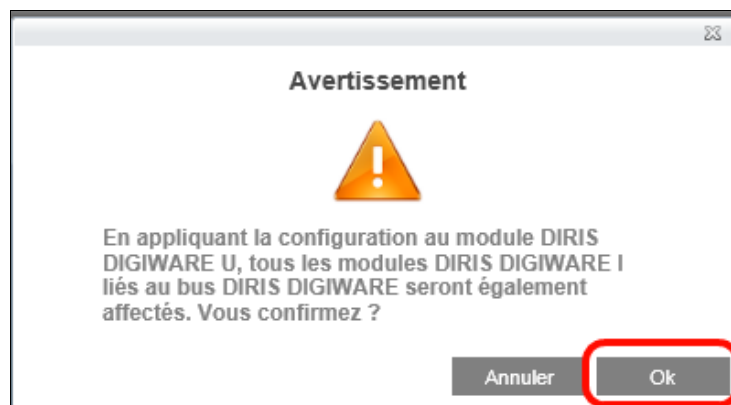 Avertissement
En appliquant la configuration au module DIRIS
DIGIWARE U, tous les modules DIRIS DIGIWARE I
liés au bus DIRIS DIGIWARE seront également
affectés. Vous confirmez ?
Annuler Ok